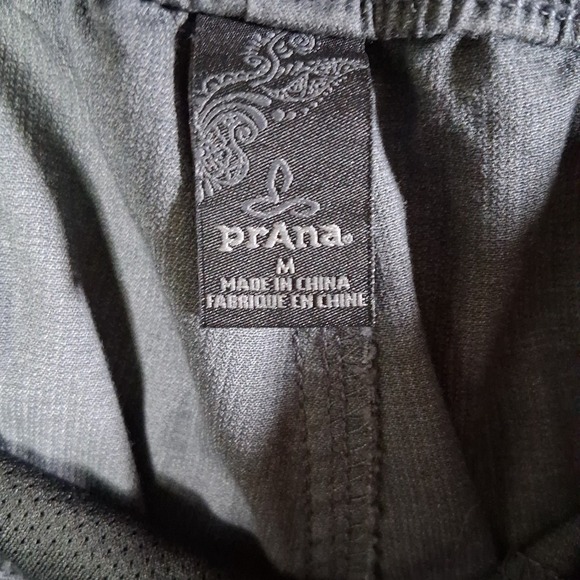 prAna®
M
MADE IN CHINA
FABRIQUE EN CHINE